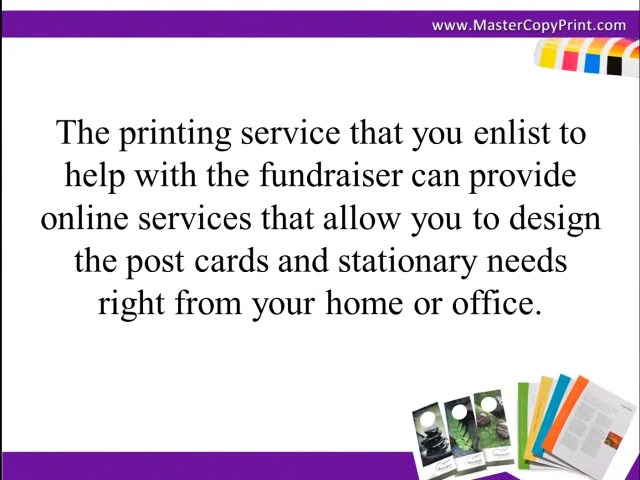 www.MasterCopyPrint.com
The printing service that you enlist to
help with the fundraiser can provide
online services that allow you to design
the post cards and stationary needs
right from your home or office.